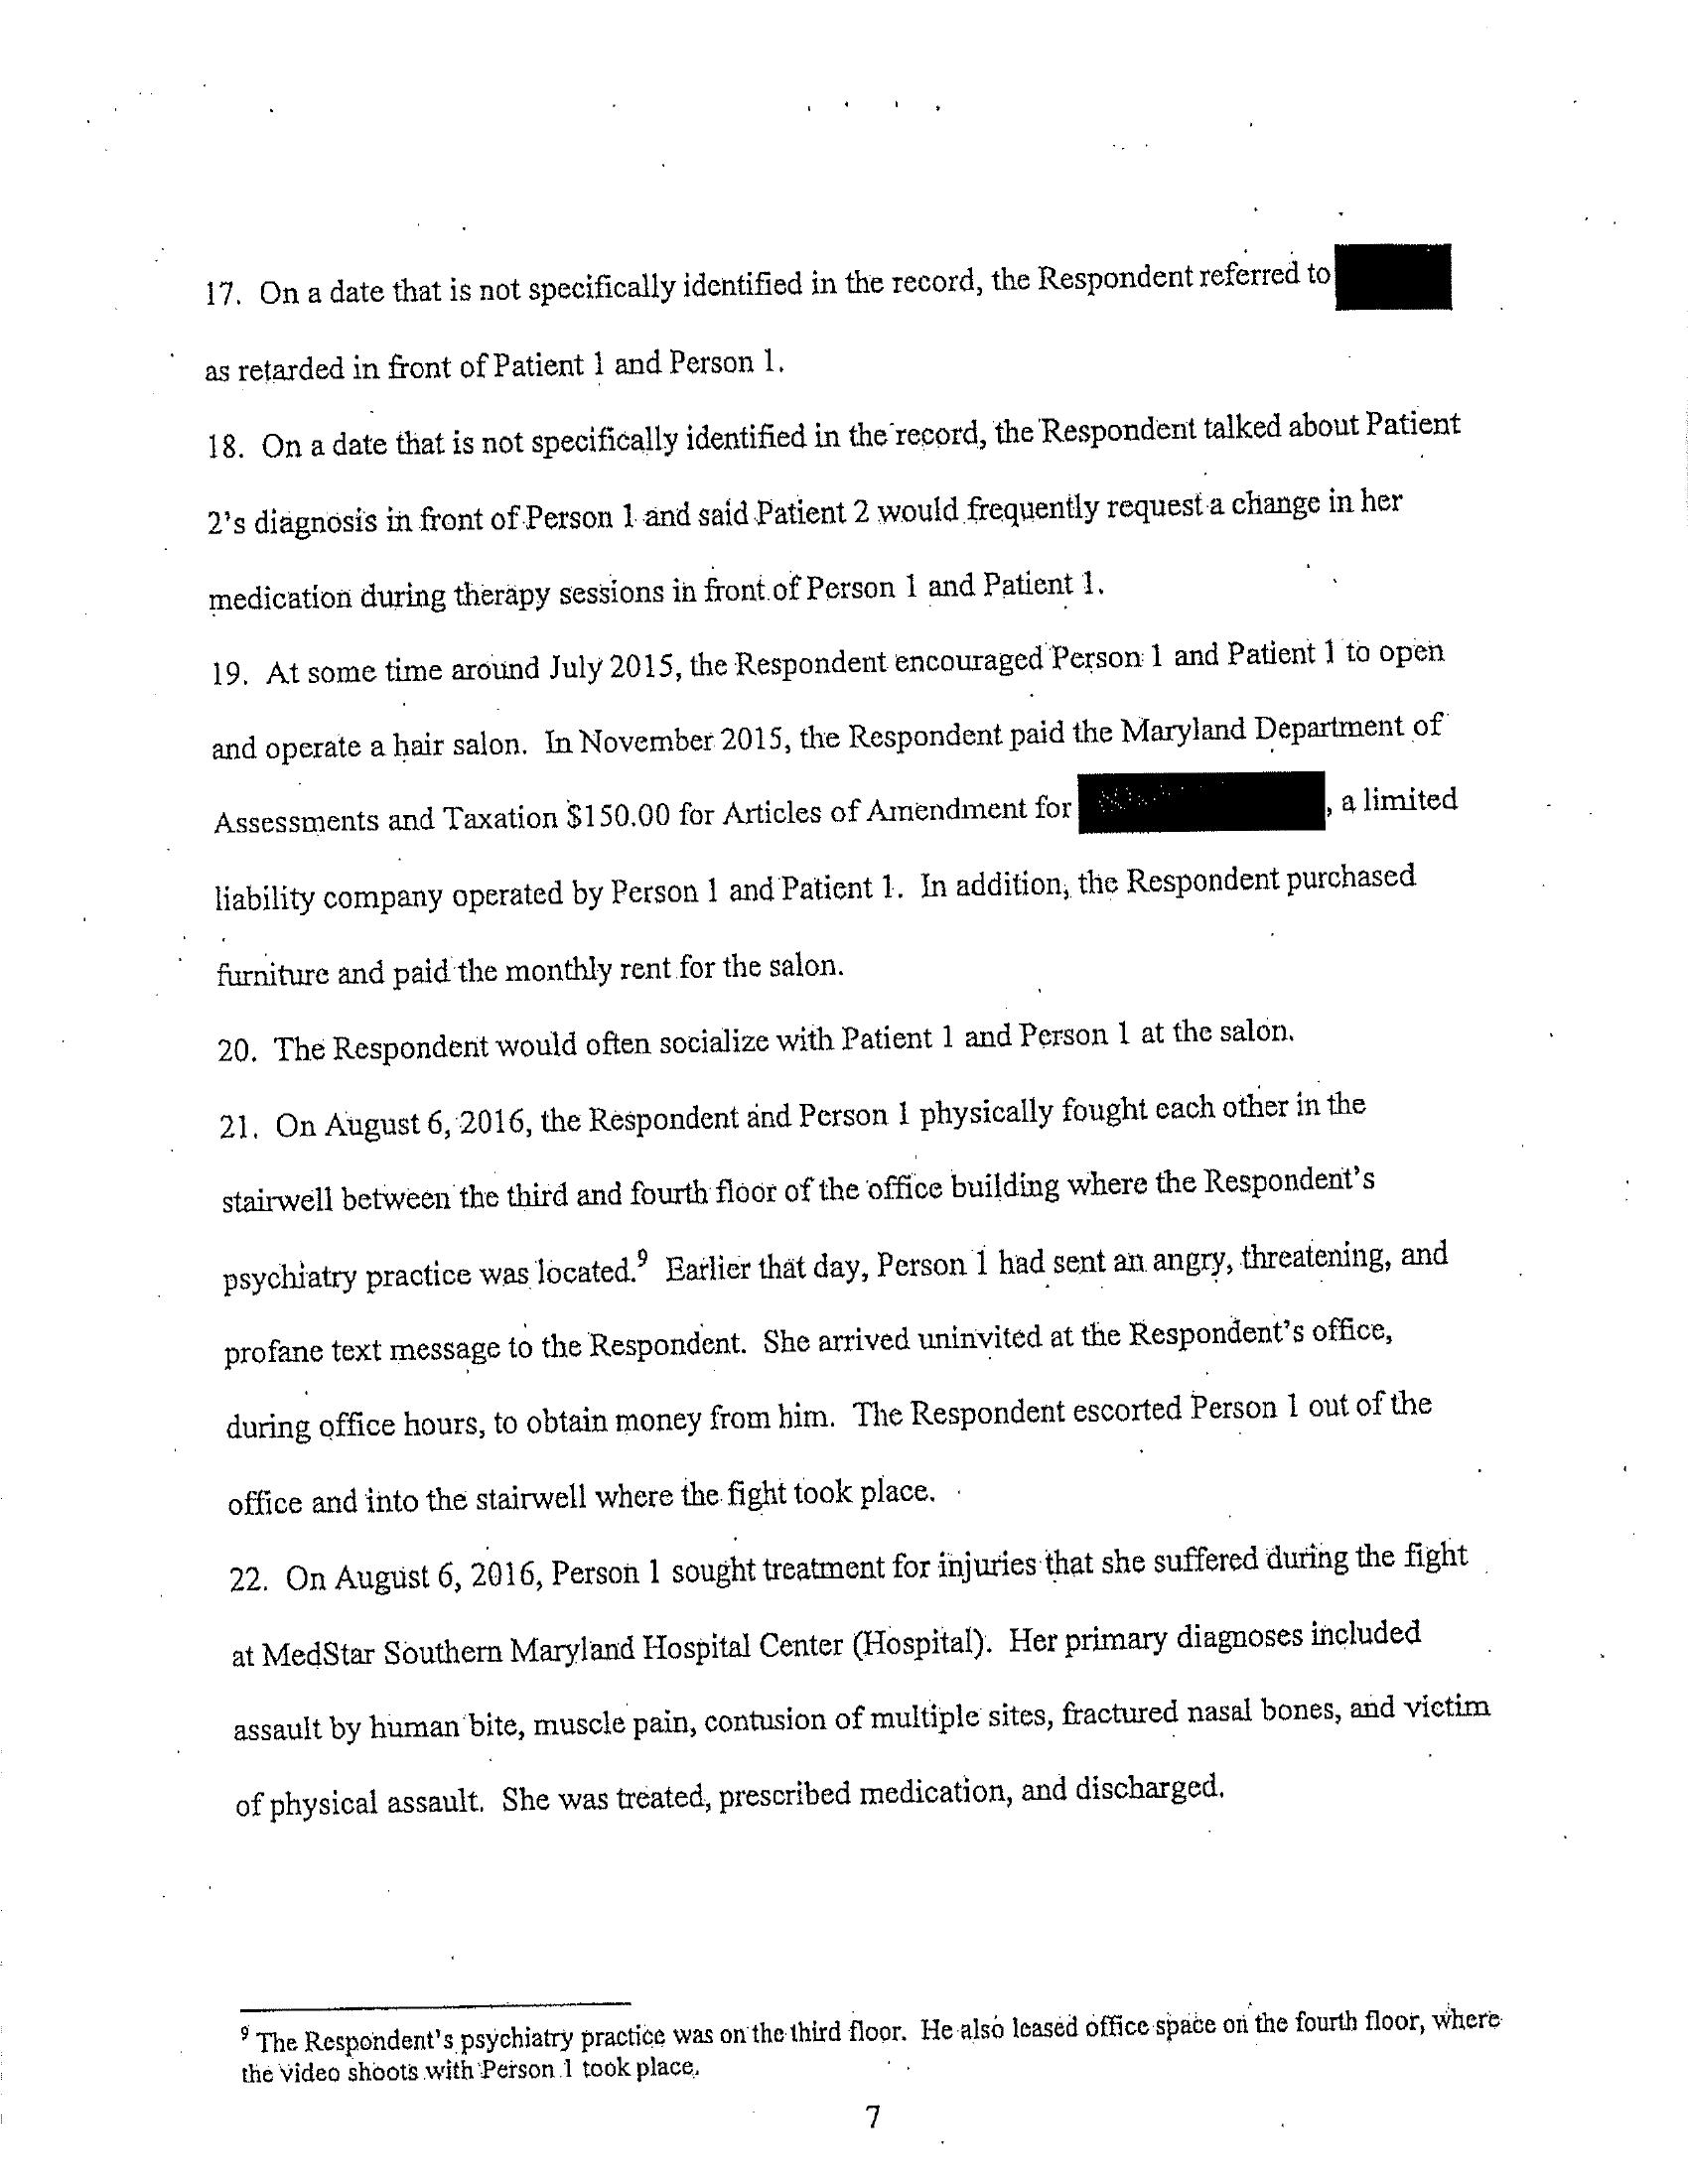 17. On a date that is not specifically identified in the record, the Respondent referred to
as retarded in front of Patient 1 and Person 1.
18. On a date that is not specifically identified in the record, the Respondent talked about Patient
2's diagnosis in front of Person 1 and said Patient 2 would frequently request a change in her
medication during therapy sessions in front of Person 1 and Patient 1.
19. At some time around July 2015, the Respondent encouraged Person 1 and Patient 1 to open
and operate a hair salon. In November 2015, the Respondent paid the Maryland Department of
Assessments and Taxation $150.00 for Articles of Amendment for , a limited
liability company operated by Person 1 and Patient 1. In addition, the Respondent purchased
furniture and paid the monthly rent for the salon.
20. The Respondent would often socialize with Patient 1 and Person 1 at the salon.
21. On August 6, 2016, the Respondent and Person 1 physically fought each other in the
stairwell between the third and fourth floor of the office building where the Respondent's
psychiatry practice was located.9 Earlier that day, Person 1 had sent an angry, threatening, and
profane text message to the Respondent. She arrived uninvited at the Respondent's office,
during office hours, to obtain money from him. The Respondent escorted Person 1 out of the
office and into the stairwell where the fight took place.
22. On August 6, 2016, Person 1 sought treatment for injuries that she suffered during the fight
at MedStar Southern Maryland Hospital Center (Hospital). Her primary diagnoses included
assault by human bite, muscle pain, contusion of multiple sites, fractured nasal bones, and victim
of physical assault. She was treated, prescribed medication, and discharged.
9 The Respondent's psychiatry practice was on the third floor. He also leased office space on the fourth floor, where
the video shoots with Person 1 took place.
7